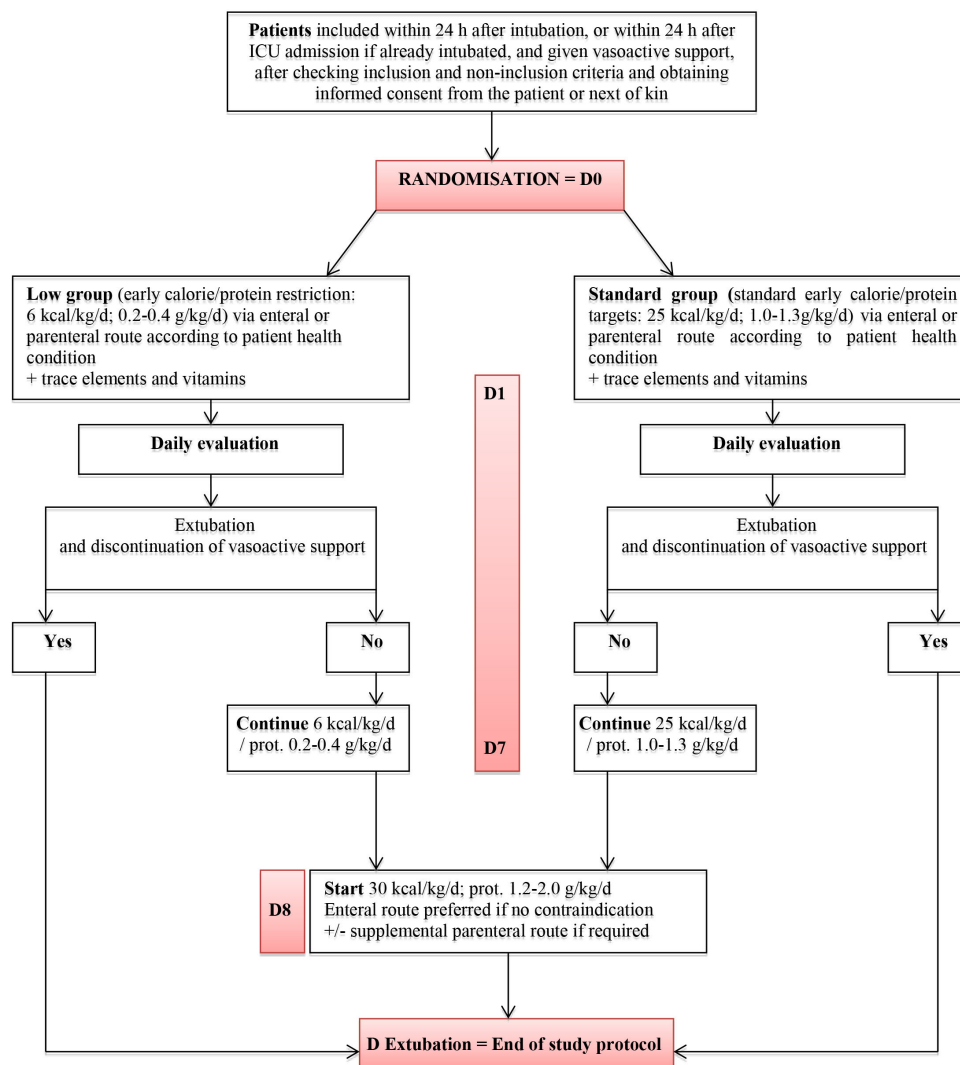 Patients included within 24 h after intubation, or within 24 h after
ICU admission if already intubated, and given vasoactive support,
after checking inclusion and non-inclusion criteria and obtaining
informed consent from the patient or next of kin
RANDOMISATION = D0
Low group (early calorie/protein restriction:
6 kcal/kg/d; 0.2-0.4 g/kg/d) via enteral or
parenteral route according to patient health
condition
+ trace elements and vitamins
Standard group (standard early calorie/protein
targets: 25 kcal/kg/d; 1.0-1.3g/kg/d) via enteral or
parenteral route according to patient health
condition
+ trace elements and vitamins
D1
Daily evaluation
Daily evaluation
Extubation
and discontinuation of vasoactive support
Extubation
and discontinuation of vasoactive support
Yes
No
No
Yes
Continue 6 kcal/kg/d
/ prot. 0.2-0.4 g/kg/d
D7
Continue 25 kcal/kg/d
/ prot. 1.0-1.3 g/kg/d
D8
Start 30 kcal/kg/d; prot. 1.2-2.0 g/kg/d
Enteral route preferred if no contraindication
+/- supplemental parenteral route if required
D Extubation = End of study protocol